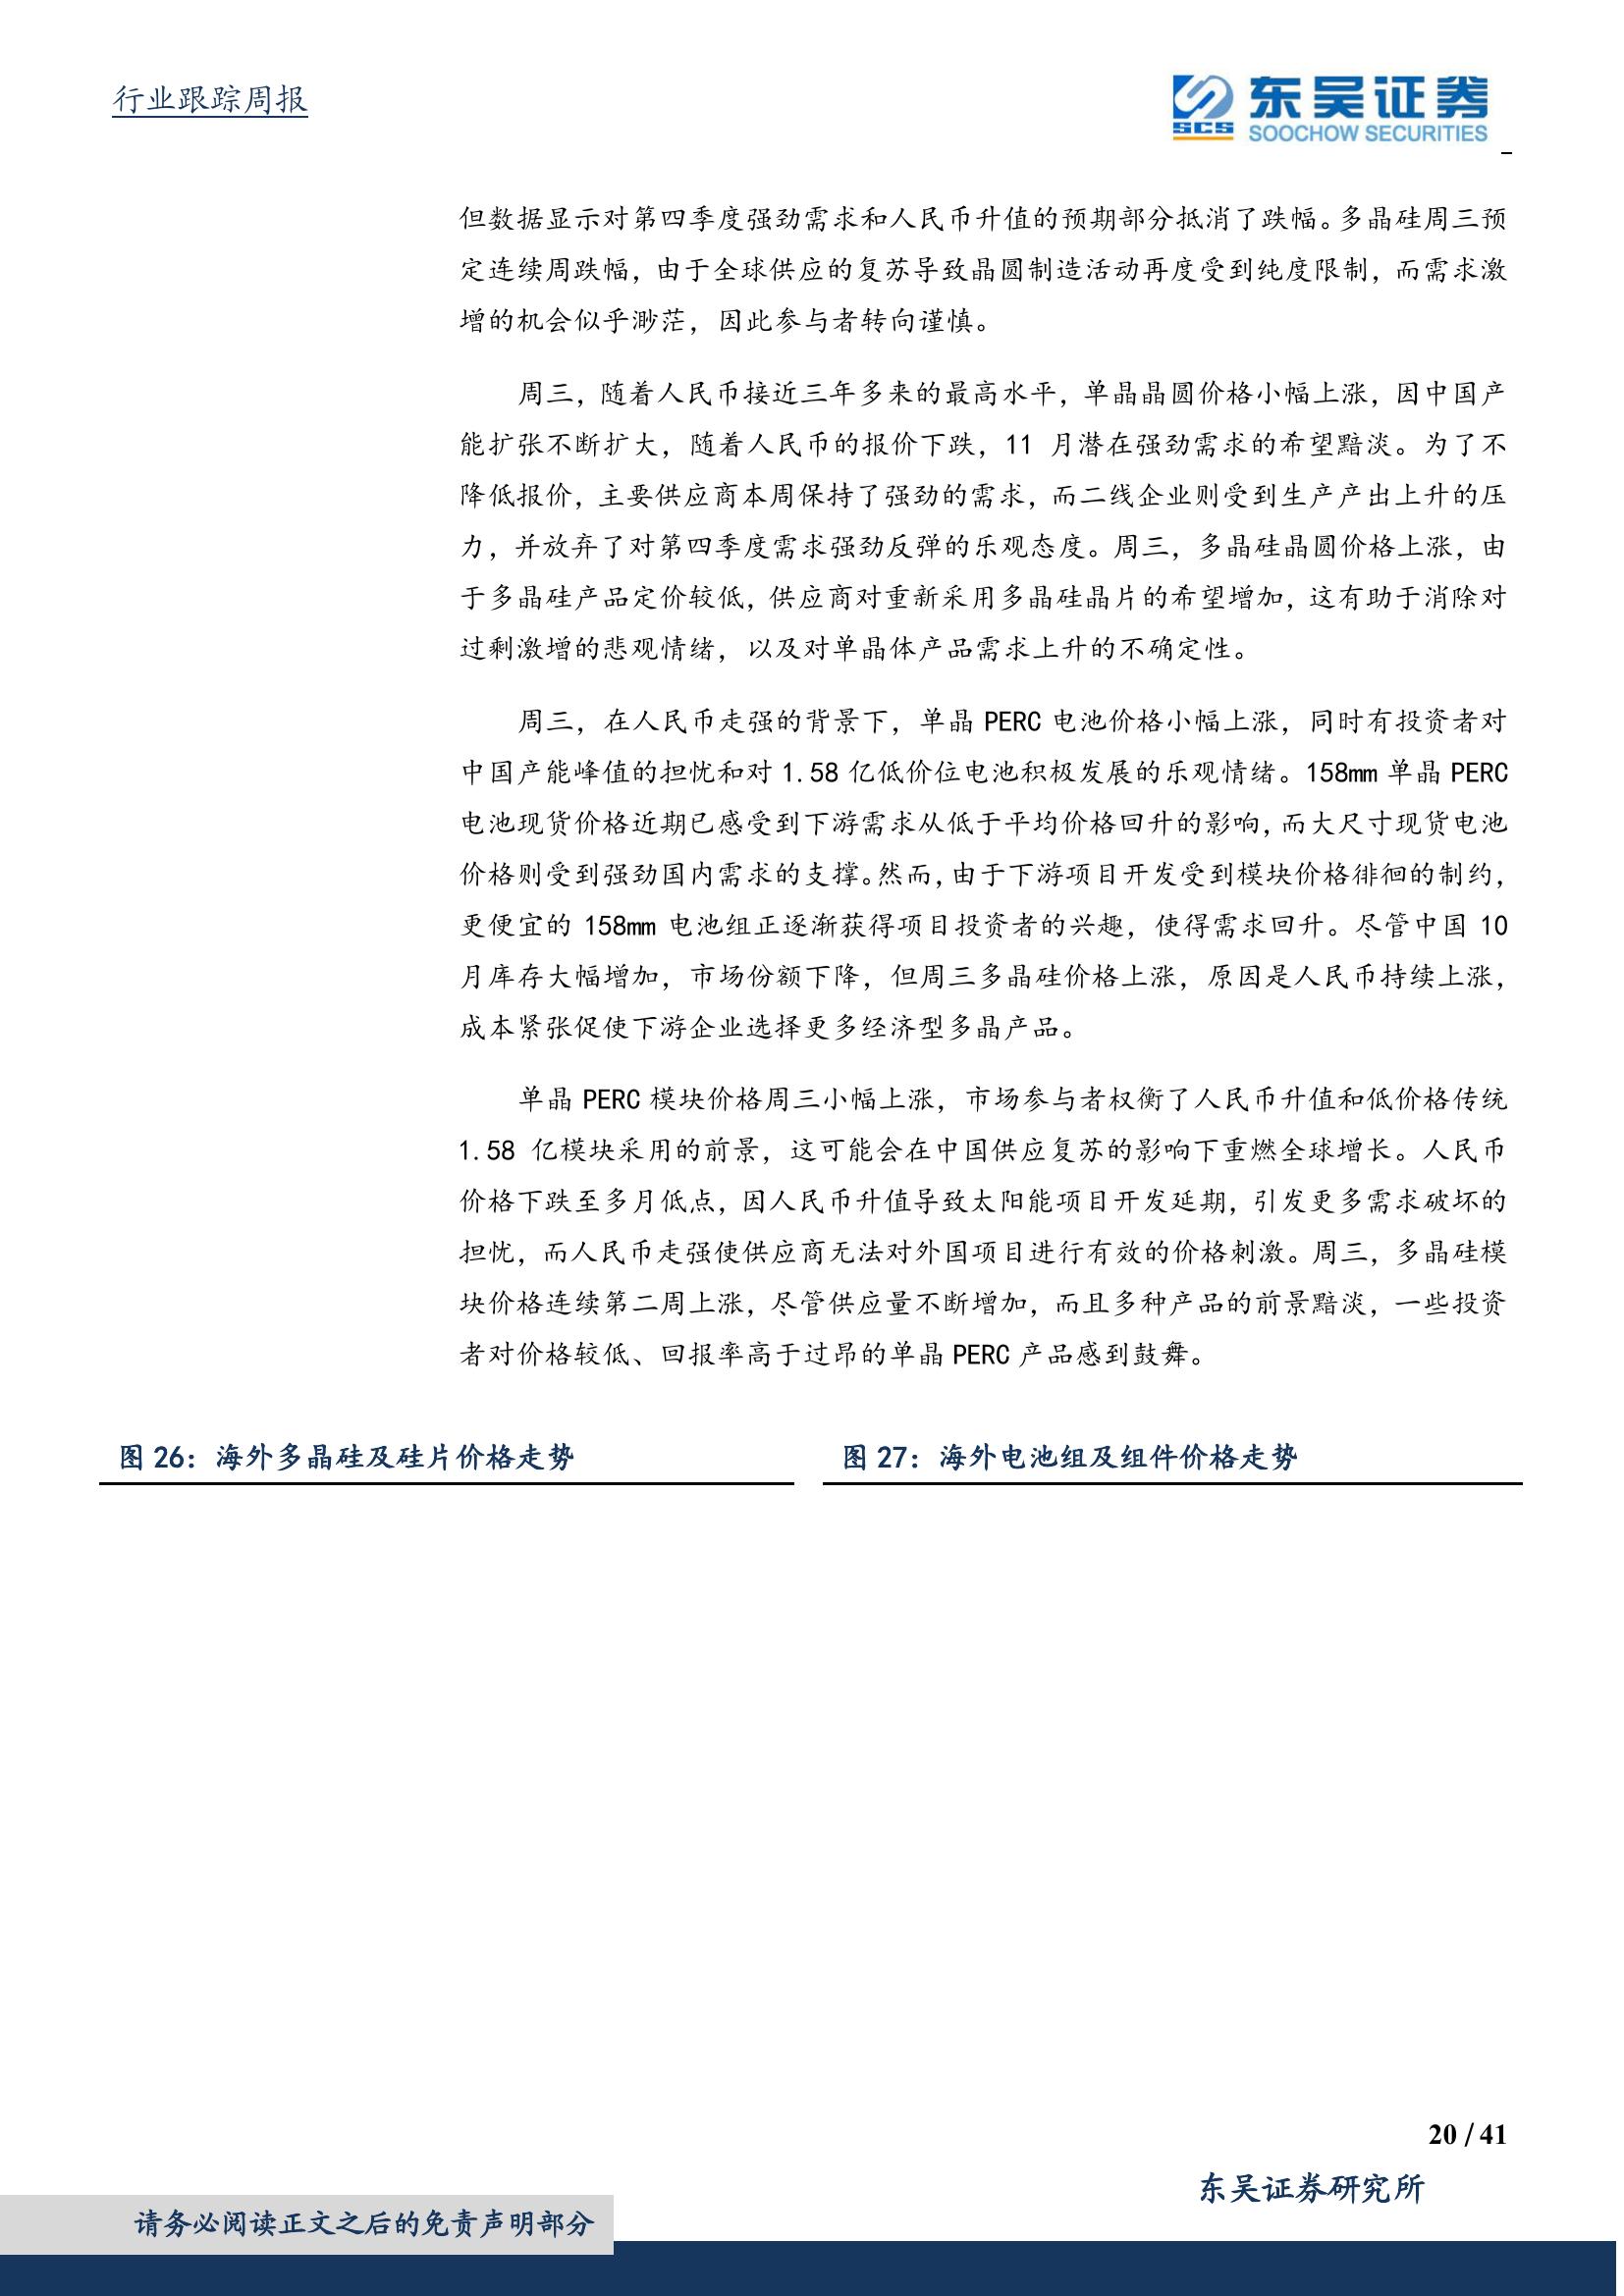 行业跟踪周报
东吴证券
SCS
SOOCHOW SECURITIES
但数据显示对第四季度强劲需求和人民币升值的预期部分抵消了跌幅。多晶硅周三预
定连续周跌幅，由于全球供应的复苏导致晶圆制造活动再度受到纯度限制，而需求激
增的机会似乎渺茫，因此参与者转向谨慎。
周三，随着人民币接近三年多来的最高水平，单晶晶圆价格小幅上涨，因中国产
能扩张不断扩大，随着人民币的报价下跌，11 月潜在强劲需求的希望黯淡。为了不
降低报价，主要供应商本周保持了强劲的需求，而二线企业则受到生产产出上升的压
力，并放弃了对第四季度需求强劲反弹的乐观态度。周三，多晶硅晶圆价格上涨，由
于多晶硅产品定价较低，供应商对重新采用多晶硅晶片的希望增加，这有助于消除对
过剩激增的悲观情绪，以及对单晶体产品需求上升的不确定性。
周三，在人民币走强的背景下，单晶 PERC 电池价格小幅上涨，同时有投资者对
中国产能峰值的担忧和对 1.58 亿低价位电池积极发展的乐观情绪。158mm 单晶 PERC
电池现货价格近期已感受到下游需求从低于平均价格回升的影响，而大尺寸现货电池
价格则受到强劲国内需求的支撑。然而，由于下游项目开发受到模块价格徘徊的制约，
更便宜的 158mm 电池组正逐渐获得项目投资者的兴趣，使得需求回升。尽管中国 10
月库存大幅增加，市场份额下降，但周三多晶硅价格上涨，原因是人民币持续上涨，
成本紧张促使下游企业选择更多经济型多晶产品。
单晶 PERC 模块价格周三小幅上涨，市场参与者权衡了人民币升值和低价格传统
1.58 亿模块采用的前景，这可能会在中国供应复苏的影响下重燃全球增长。人民币
价格下跌至多月低点，因人民币升值导致太阳能项目开发延期，引发更多需求破坏的
担忧，而人民币走强使供应商无法对外国项目进行有效的价格刺激。周三，多晶硅模
块价格连续第二周上涨，尽管供应量不断增加，而且多种产品的前景黯淡，一些投资
者对价格较低、回报率高于过昂的单晶 PERC 产品感到鼓舞。
图 26：海外多晶硅及硅片价格走势
图 27：海外电池组及组件价格走势
20 / 41
东吴证券研究所
请务必阅读正文之后的免责声明部分